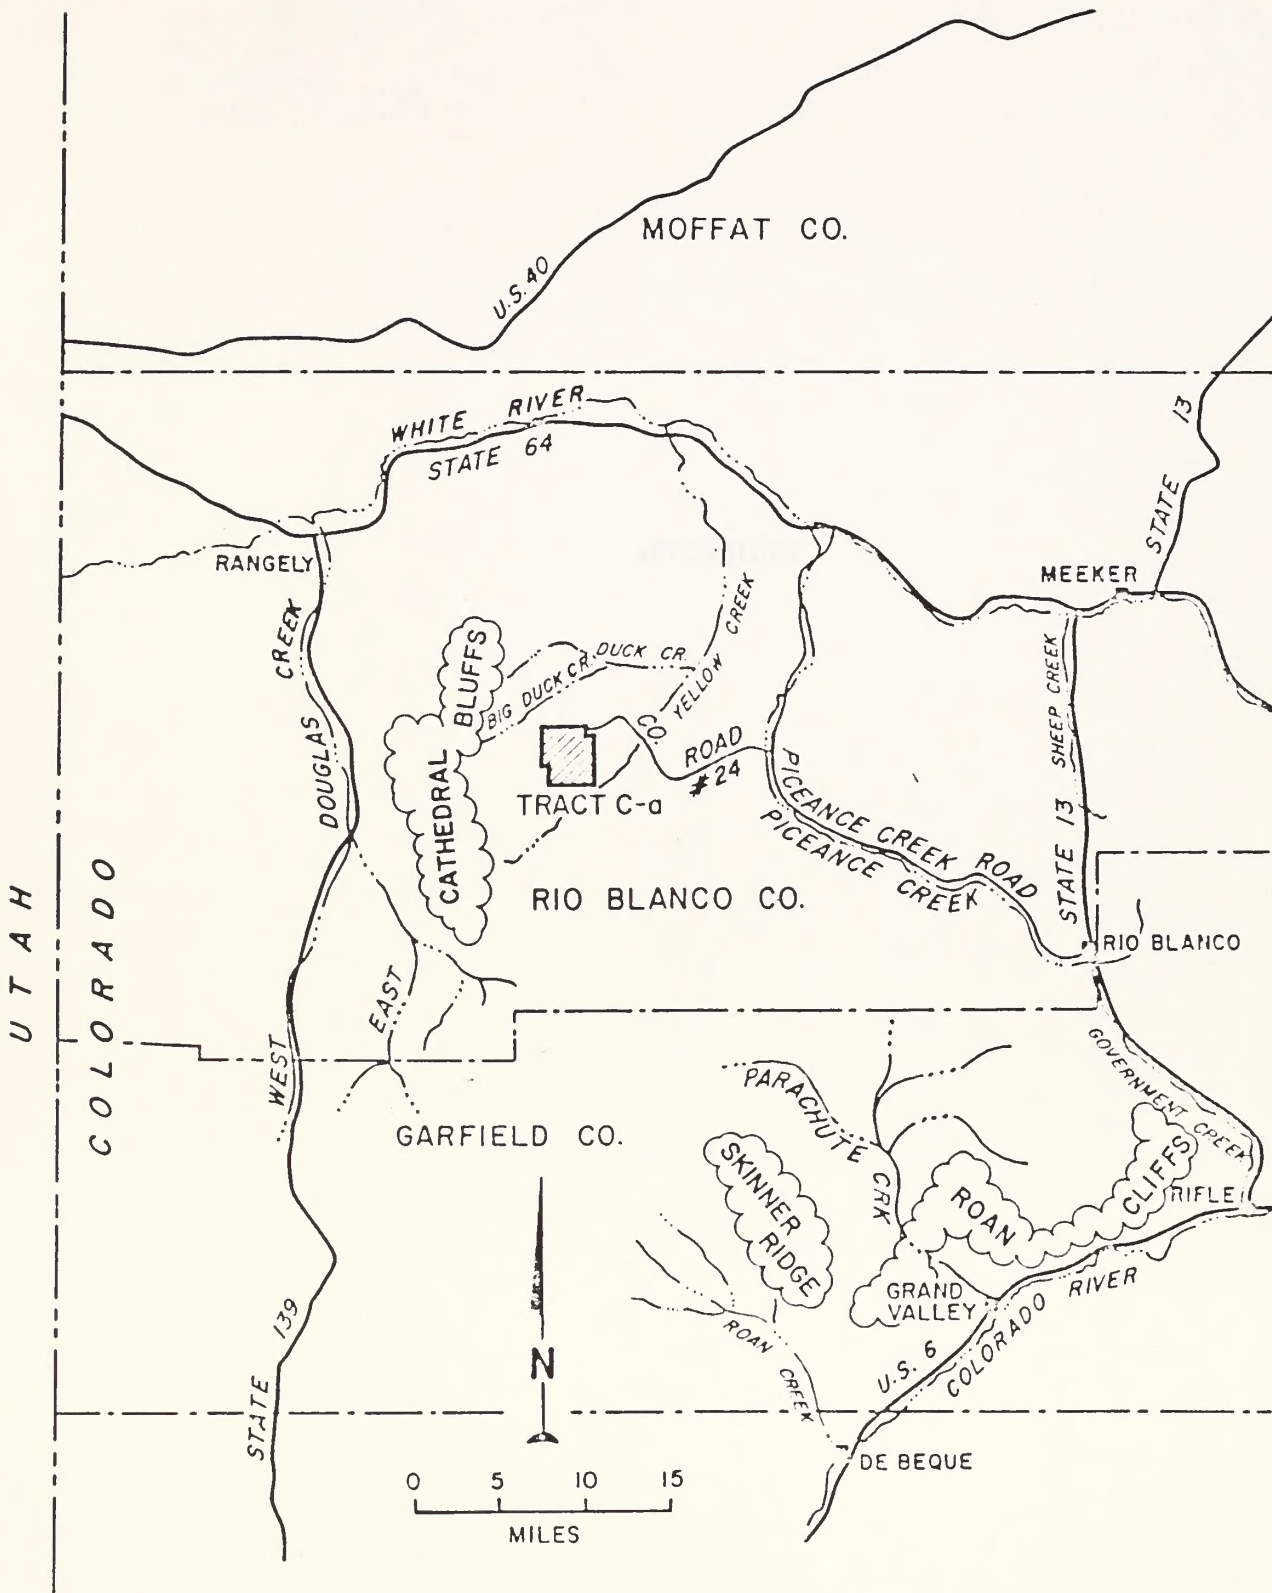 MOFFAT CO.
U.S. 40
WHITE RIVER
STATE 64
STATE 13
RANGELY
MEEKER
DOUGLAS CREEK
CATHEDRAL BLUFFS
BIG DUCK CR.
DUCK CR.
YELLOW CREEK
CO. ROAD
# 24
TRACT C-a
SHEEP CREEK
STATE 13
PICEANCE CREEK ROAD
PICEANCE CREEK
RIO BLANCO CO.
RIO BLANCO
UTAH
COLORADO
WEST
EAST
GOVERNMENT CREEK
PARACHUTE CRK
GARFIELD CO.
SKINNER
RIDGE
ROAN CLIFFS
RIFLE
GRAND
VALLEY
COLORADO RIVER
U.S. 6
ROAN CREEK
STATE 139
N
DE BEQUE
0 5 10 15
MILES